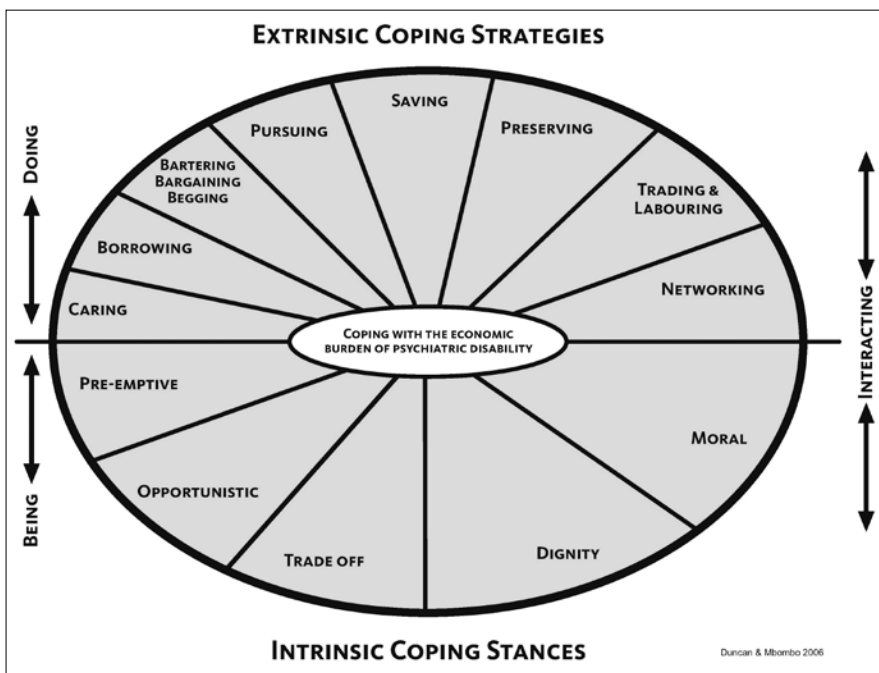 EXTRINSIC COPING STRATEGIES
DOING
BEING
INTERACTING
CARING
BORROWING
BARTERING
BARGAINING
BEGGING
PURSUING
SAVING
PRESERVING
TRADING &
LABOURING
NETWORKING
COPING WITH THE ECONOMIC
BURDEN OF PSYCHIATRIC DISABILITY
PRE-EMPTIVE
OPPORTUNISTIC
TRADE OFF
DIGNITY
MORAL
INTRINSIC COPING STANCES
Duncan & Mbombo 2006